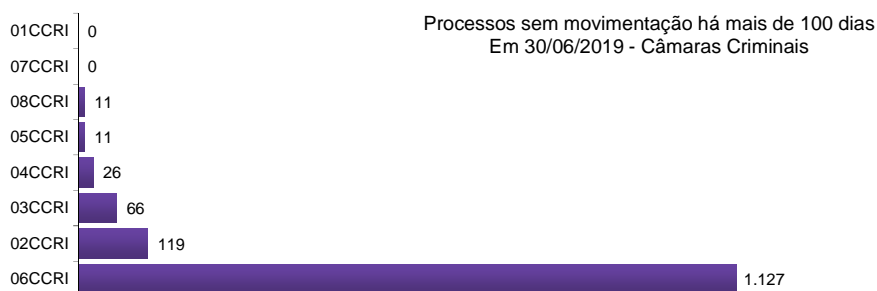 Processos sem movimentação há mais de 100 dias
Em 30/06/2019 - Câmaras Criminais
01CCRI 0
07CCRI 0
08CCRI 11
05CCRI 11
04CCRI 26
03CCRI 66
02CCRI 119
06CCRI 1.127